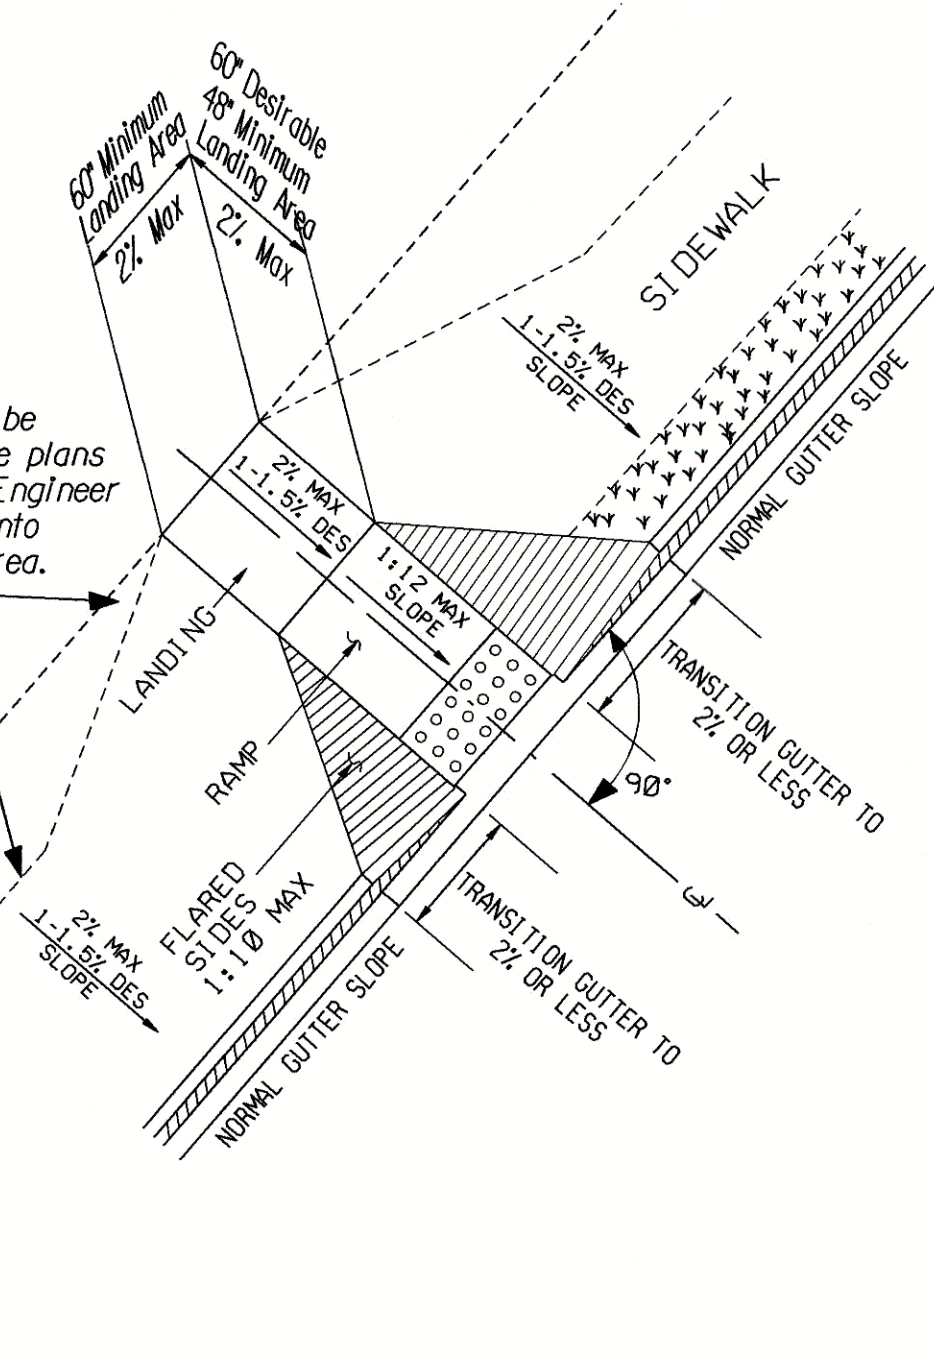 60" Minimum
Landing Area
2% Max
60" Desirable
48" Minimum
Landing Area
2% Max
SIDEWALK
2% MAX
1-1.5% DES
SLOPE
be
plans
Engineer
2% MAX
1-1.5% DES
1:12 MAX
SLOPE
NORMAL GUTTER SLOPE
LANDING
TRANSITION GUTTER TO
2% OR LESS
RAMP
90°
FLARED
SIDES
1:10 MAX
TRANSITION GUTTER TO
2% OR LESS
2% MAX
1-1.5% DES
SLOPE
NORMAL GUTTER SLOPE